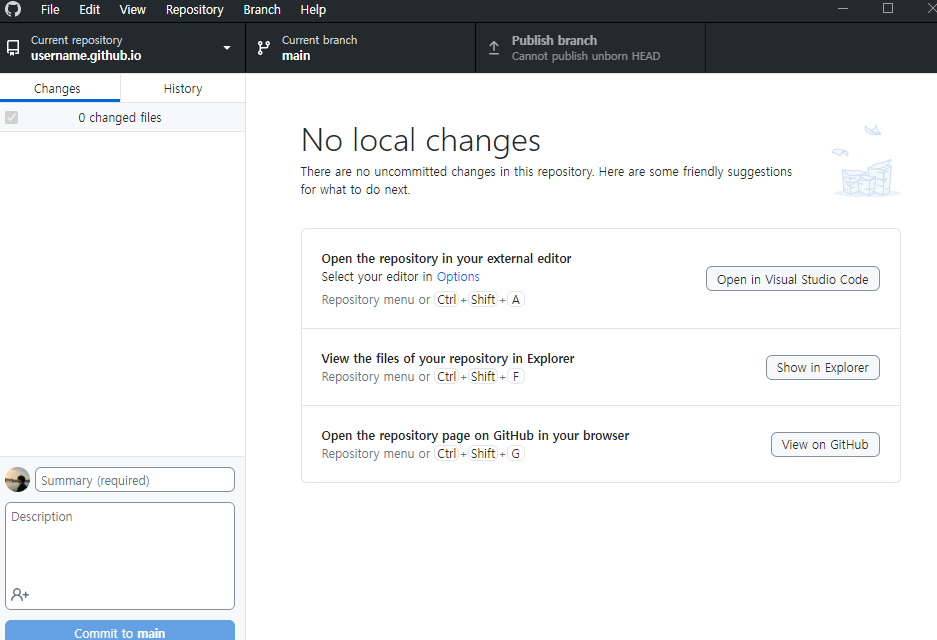 File Edit View Repository Branch Help
Current repository
username.github.io
Current branch
main
Publish branch
Cannot publish unborn HEAD
Changes
History
0 changed files
No local changes
There are no uncommitted changes in this repository. Here are some friendly suggestions
for what to do next.
Open the repository in your external editor
Select your editor in Options
Repository menu or Ctrl + Shift + A
Open in Visual Studio Code
View the files of your repository in Explorer
Repository menu or Ctrl + Shift + F
Show in Explorer
Open the repository page on GitHub in your browser
Repository menu or Ctrl + Shift + G
View on GitHub
Summary (required)
Description
Commit to main